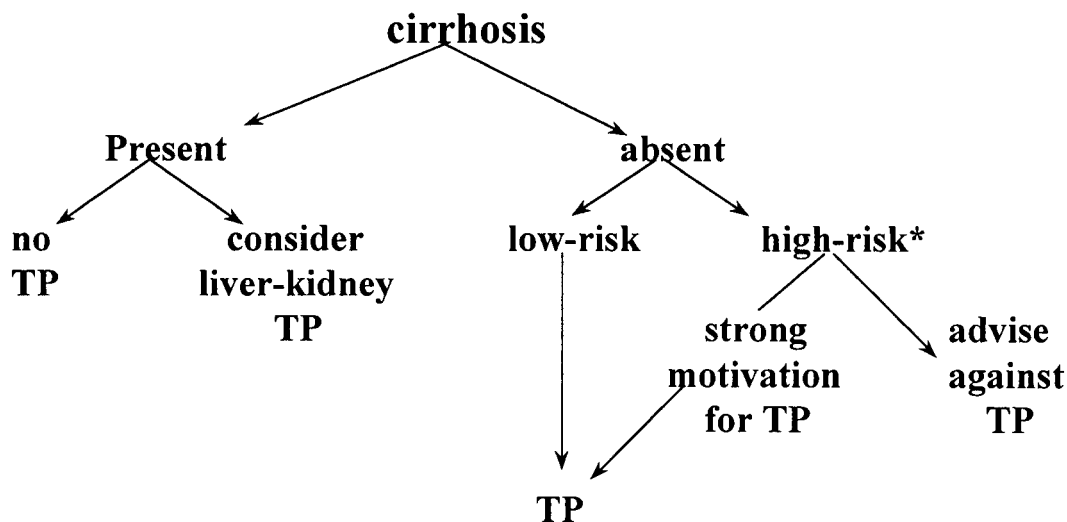 cirrhosis
Present
absent
no
TP
consider
liver-kidney
TP
low-risk
high-risk*
strong
motivation
for TP
advise
against
TP
TP